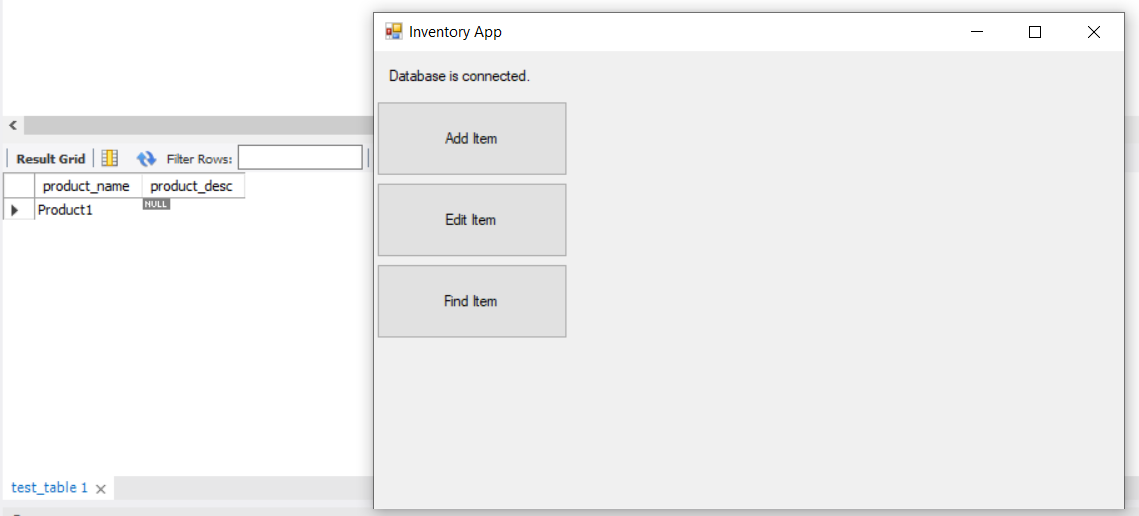 Inventory App
Database is connected.
Add Item
Edit Item
Find Item
Result Grid Filter Rows:
product_name product_desc
Product1 NULL
test_table 1